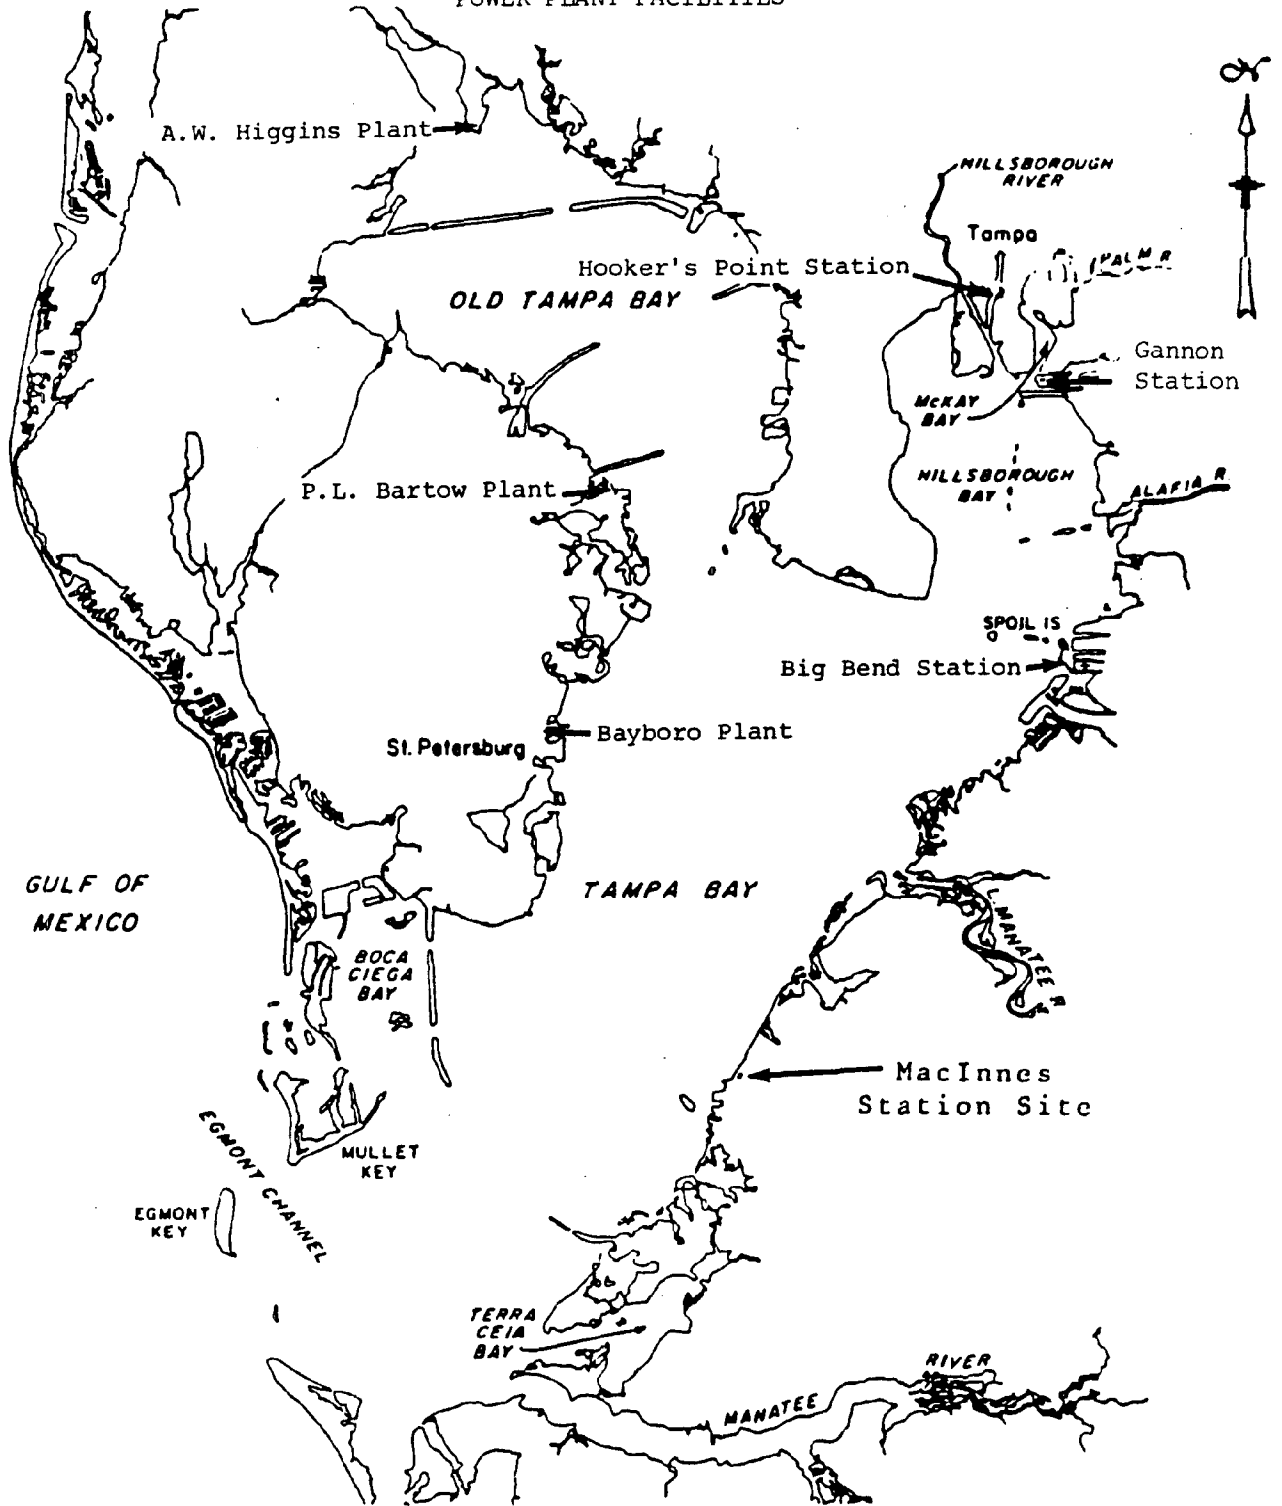 POWER PLANT FACILITIES
A.W. Higgins Plant
HILLSBOROUGH
RIVER
Tampa
PALM R
Hooker's Point Station
OLD TAMPA BAY
Gannon
Station
McKAY
BAY
P.L. Bartow Plant
HILLSBOROUGH
BAY
ALAFIA R.
SPOIL IS
Big Bend Station
Bayboro Plant
St. Petersburg
GULF OF
MEXICO
TAMPA BAY
L. MANATEE R
BOCA
CIEGA
BAY
MacInnes
Station Site
EGMONT CHANNEL
MULLET
KEY
EGMONT
KEY
TERRA
CEIA
BAY
MANATEE
RIVER